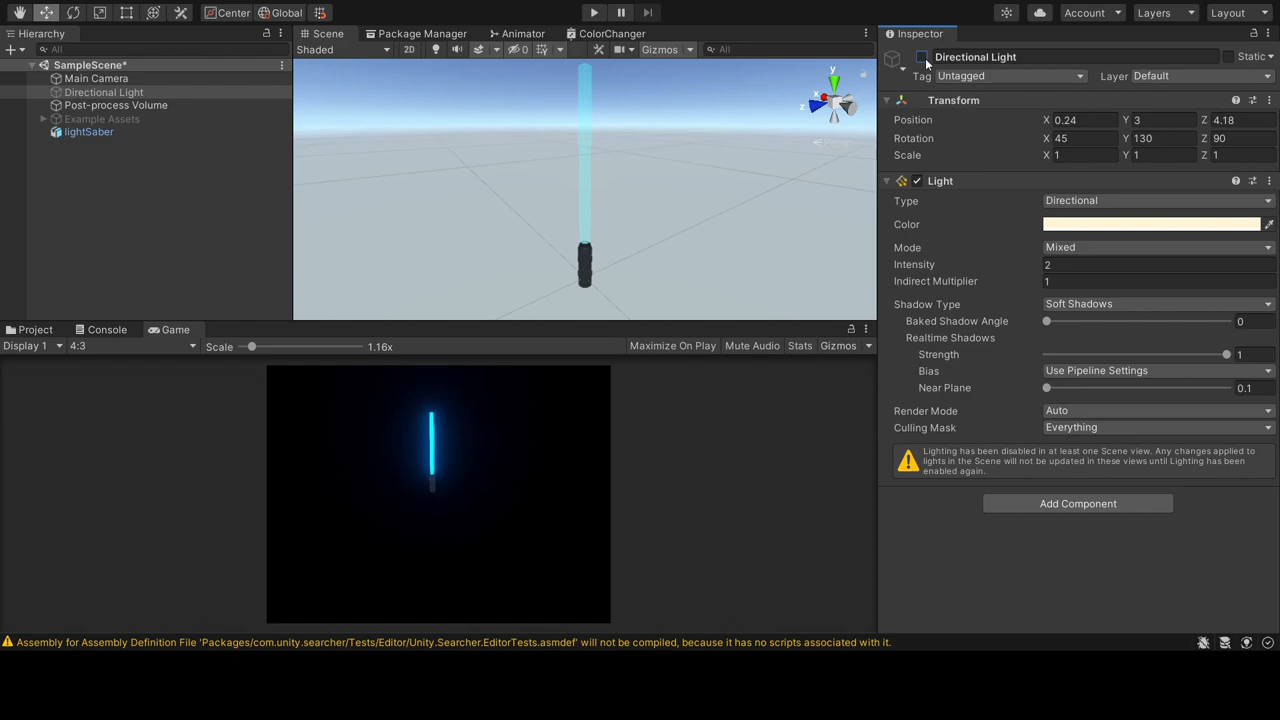 Center Global Account Layers Layout
Hierarchy
All
SampleScene*
Main Camera
Directional Light
Post-process Volume
Example Assets
lightSaber
Scene Package Manager Animator ColorChanger
Shaded 2D 0 Gizmos All
y
x
z
Persp
Project Console Game
Display 1 4:3 Scale 1.16x Maximize On Play Mute Audio Stats Gizmos
Inspector
Directional Light Static
Tag Untagged Layer Default
Transform
Position X 0.24 Y 3 Z 4.18
Rotation X 45 Y 130 Z 90
Scale X 1 Y 1 Z 1
Light
Type Directional
Color
Mode Mixed
Intensity 2
Indirect Multiplier 1
Shadow Type Soft Shadows
Baked Shadow Angle 0
Realtime Shadows
Strength 1
Bias Use Pipeline Settings
Near Plane 0.1
Render Mode Auto
Culling Mask Everything
Lighting has been disabled in at least one Scene view. Any changes applied to
lights in the Scene will not be updated in these views until Lighting has been
enabled again.
Add Component
Assembly for Assembly Definition File 'Packages/com.unity.searcher/Tests/Editor/Unity.Searcher.EditorTests.asmdef' will not be compiled, because it has no scripts associated with it.